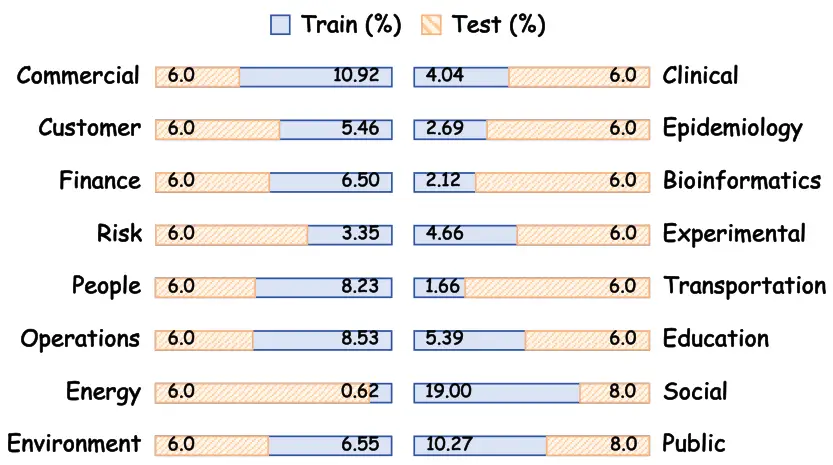 Train (%) Test (%)
Commercial 6.0 10.92 4.04 6.0 Clinical
Customer 6.0 5.46 2.69 6.0 Epidemiology
Finance 6.0 6.50 2.12 6.0 Bioinformatics
Risk 6.0 3.35 4.66 6.0 Experimental
People 6.0 8.23 1.66 6.0 Transportation
Operations 6.0 8.53 5.39 6.0 Education
Energy 6.0 0.62 19.00 8.0 Social
Environment 6.0 6.55 10.27 8.0 Public